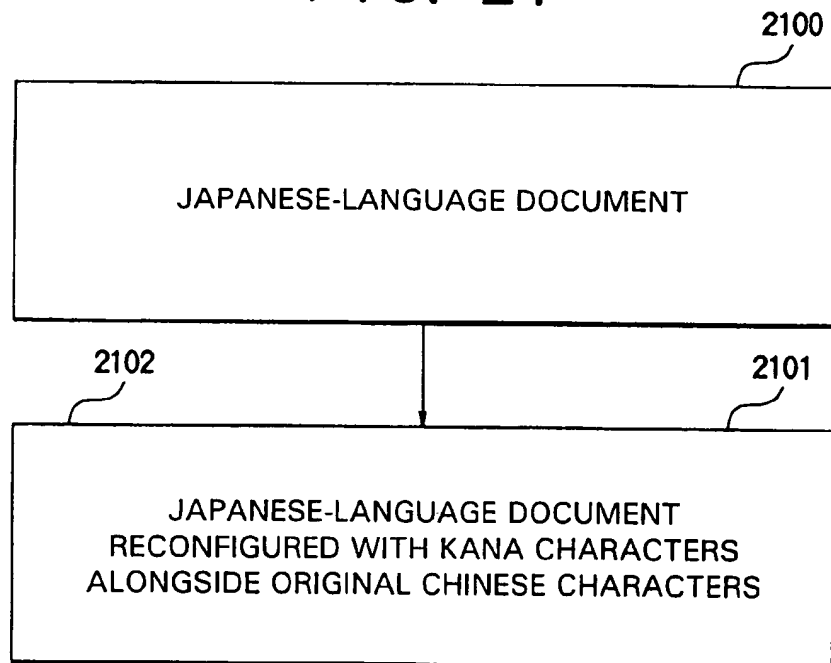 2100
JAPANESE-LANGUAGE DOCUMENT
2102
2101
JAPANESE-LANGUAGE DOCUMENT
RECONFIGURED WITH KANA CHARACTERS
ALONGSIDE ORIGINAL CHINESE CHARACTERS